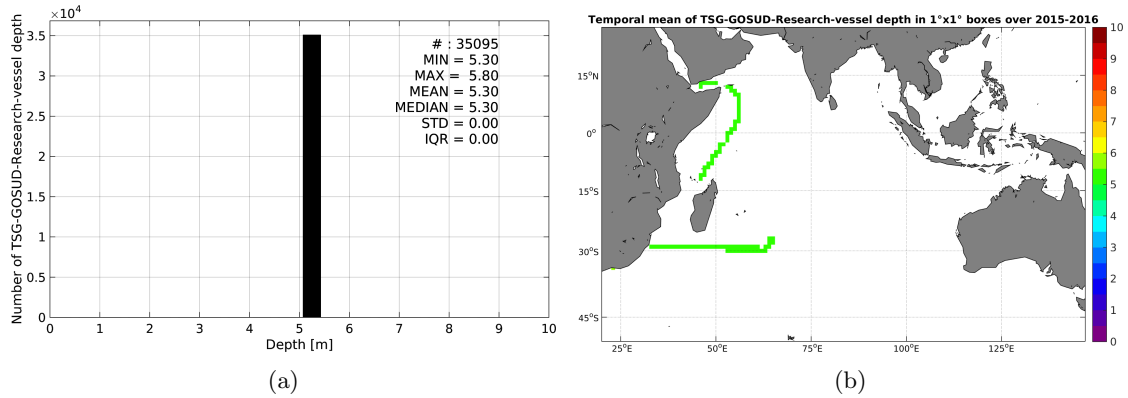 ×10⁴
3.5
3
2.5
2
1.5
1
0.5
0
Number of TSG-GOSUD-Research-vessel depth
# : 35095
MIN = 5.30
MAX = 5.80
MEAN = 5.30
MEDIAN = 5.30
STD = 0.00
IQR = 0.00
0 1 2 3 4 5 6 7 8 9 10
Depth [m]
(a)
Temporal mean of TSG-GOSUD-Research-vessel depth in 1°x1° boxes over 2015-2016
15°N
0°
15°S
30°S
45°S
25°E 50°E 75°E 100°E 125°E
10
9
8
7
6
5
4
3
2
1
0
(b)